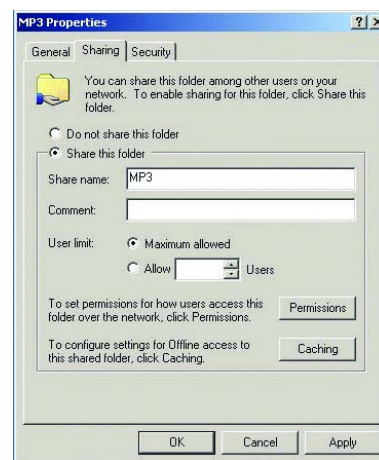 MP3 Properties
General Sharing Security
You can share this folder among other users on your
network. To enable sharing for this folder, click Share this
folder.
Do not share this folder
Share this folder
Share name: MP3
Comment:
User limit: Maximum allowed
Allow Users
To set permissions for how users access this
folder over the network, click Permissions.
Permissions
To configure settings for Offline access to
this shared folder, click Caching.
Caching
OK Cancel Apply